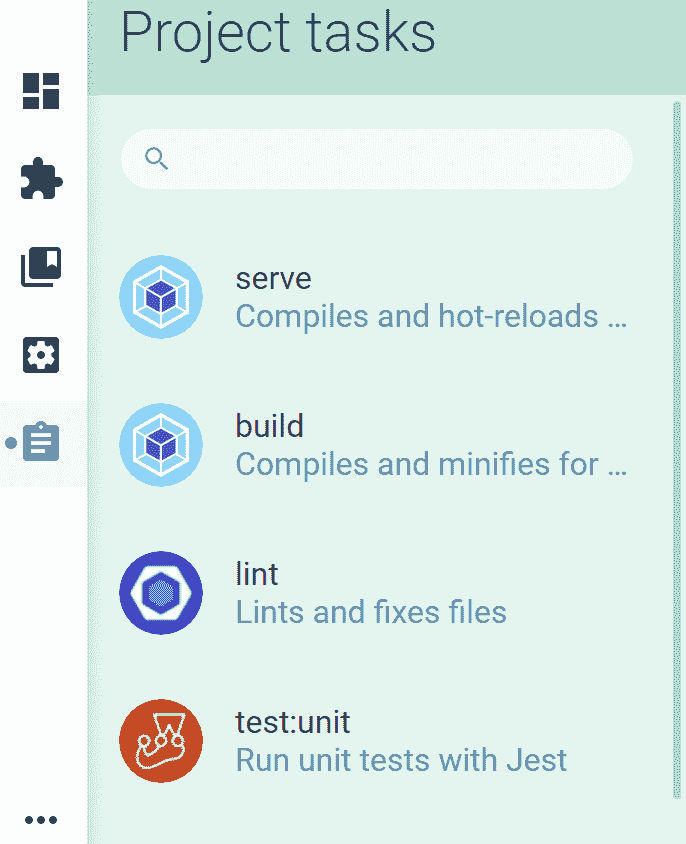 Project tasks
serve
Compiles and hot-reloads ...
build
Compiles and minifies for ...
lint
Lints and fixes files
test:unit
Run unit tests with Jest